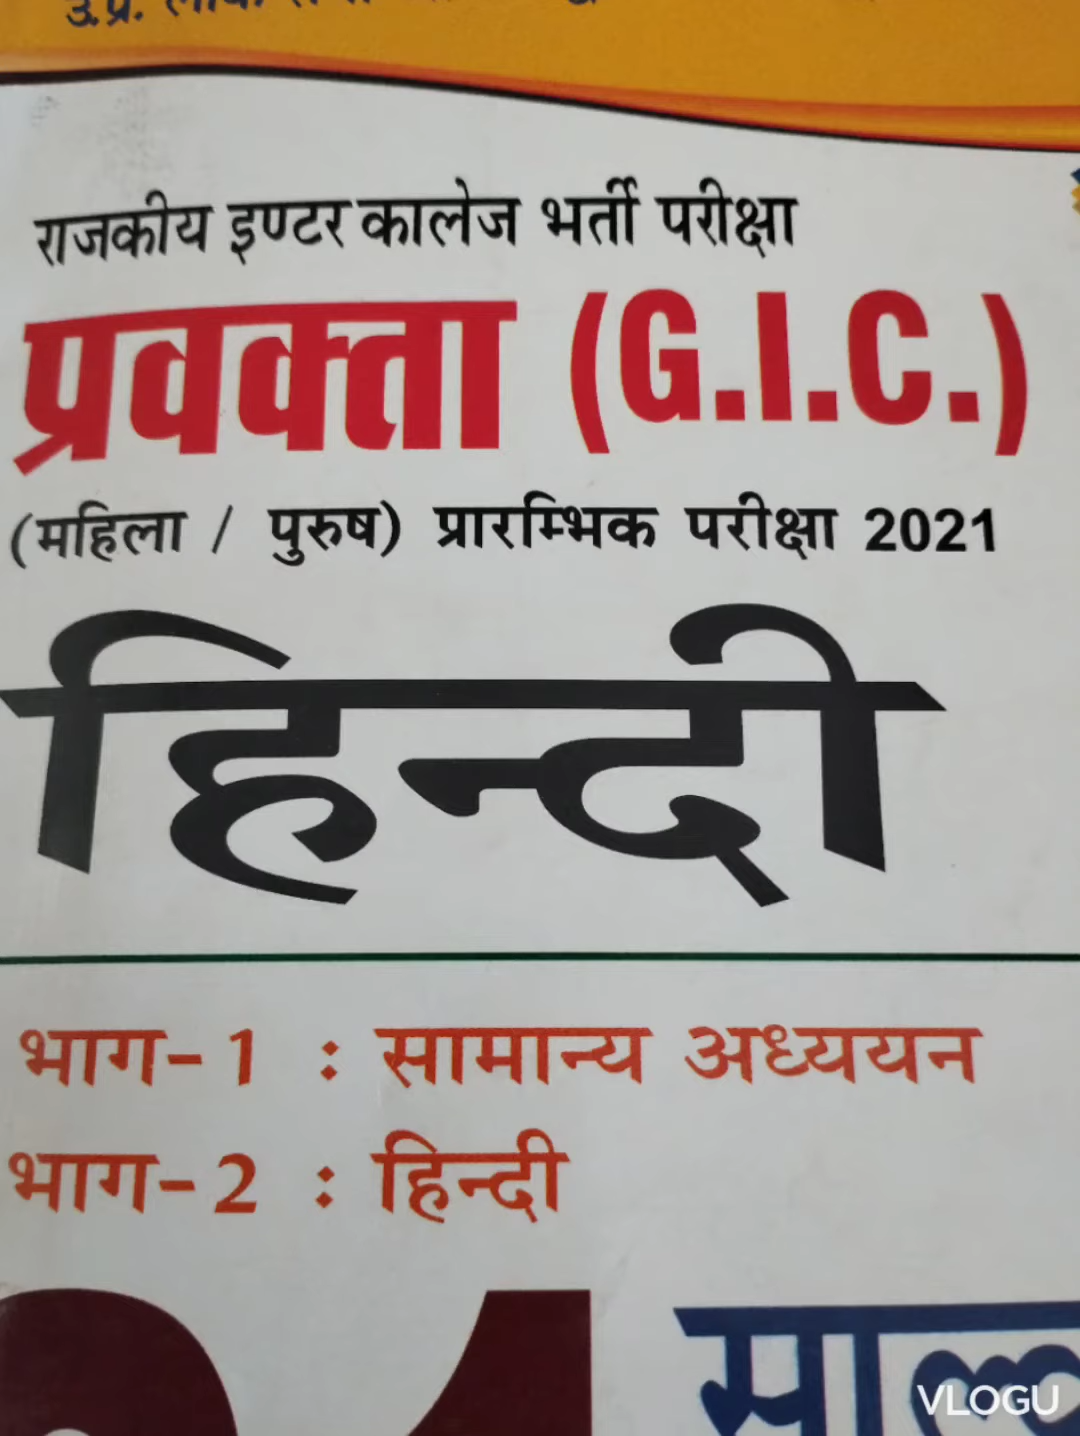 उ.प्र. लोक
राजकीय इण्टर कालेज भर्ती परीक्षा
प्रवक्ता (G.I.C.)
(महिला / पुरुष) प्रारम्भिक परीक्षा 2021
हिन्दी
भाग-1 : सामान्य अध्ययन
भाग-2 : हिन्दी
VLOGU